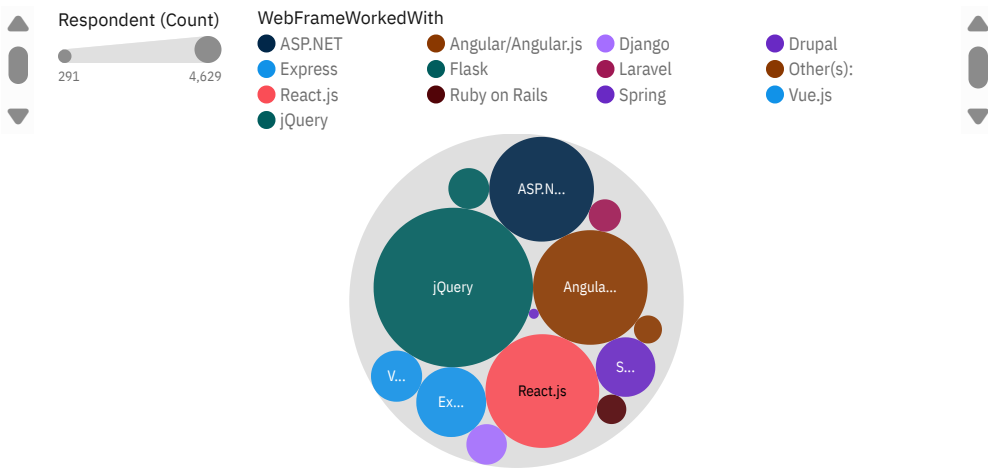 Respondent (Count)
291 4,629
WebFrameWorkedWith
ASP.NET Angular/Angular.js Django Drupal
Express Flask Laravel Other(s):
React.js Ruby on Rails Spring Vue.js
jQuery
ASP.N...
jQuery Angula...
S...
V... React.js
Ex...